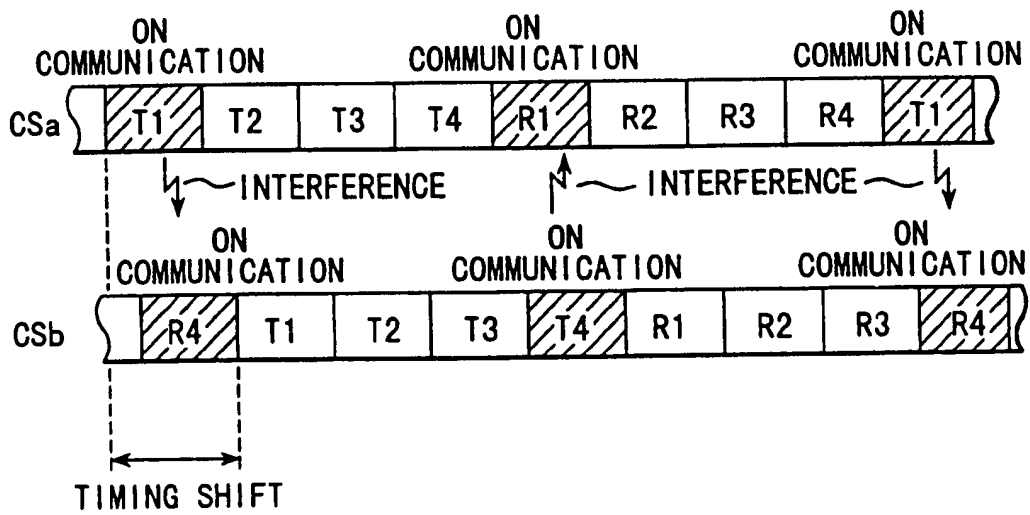 ON COMMUNICATION ON COMMUNICATION ON COMMUNICATION
CSa T1 T2 T3 T4 R1 R2 R3 R4 T1
INTERFERENCE INTERFERENCE
ON COMMUNICATION ON COMMUNICATION ON COMMUNICATION
CSb R4 T1 T2 T3 T4 R1 R2 R3 R4
TIMING SHIFT